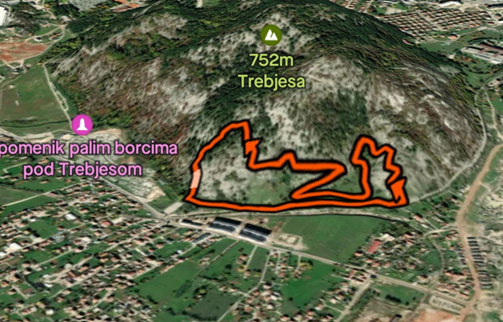 752m
Trebjesa
pomenik palim borcima
pod Trebjesom